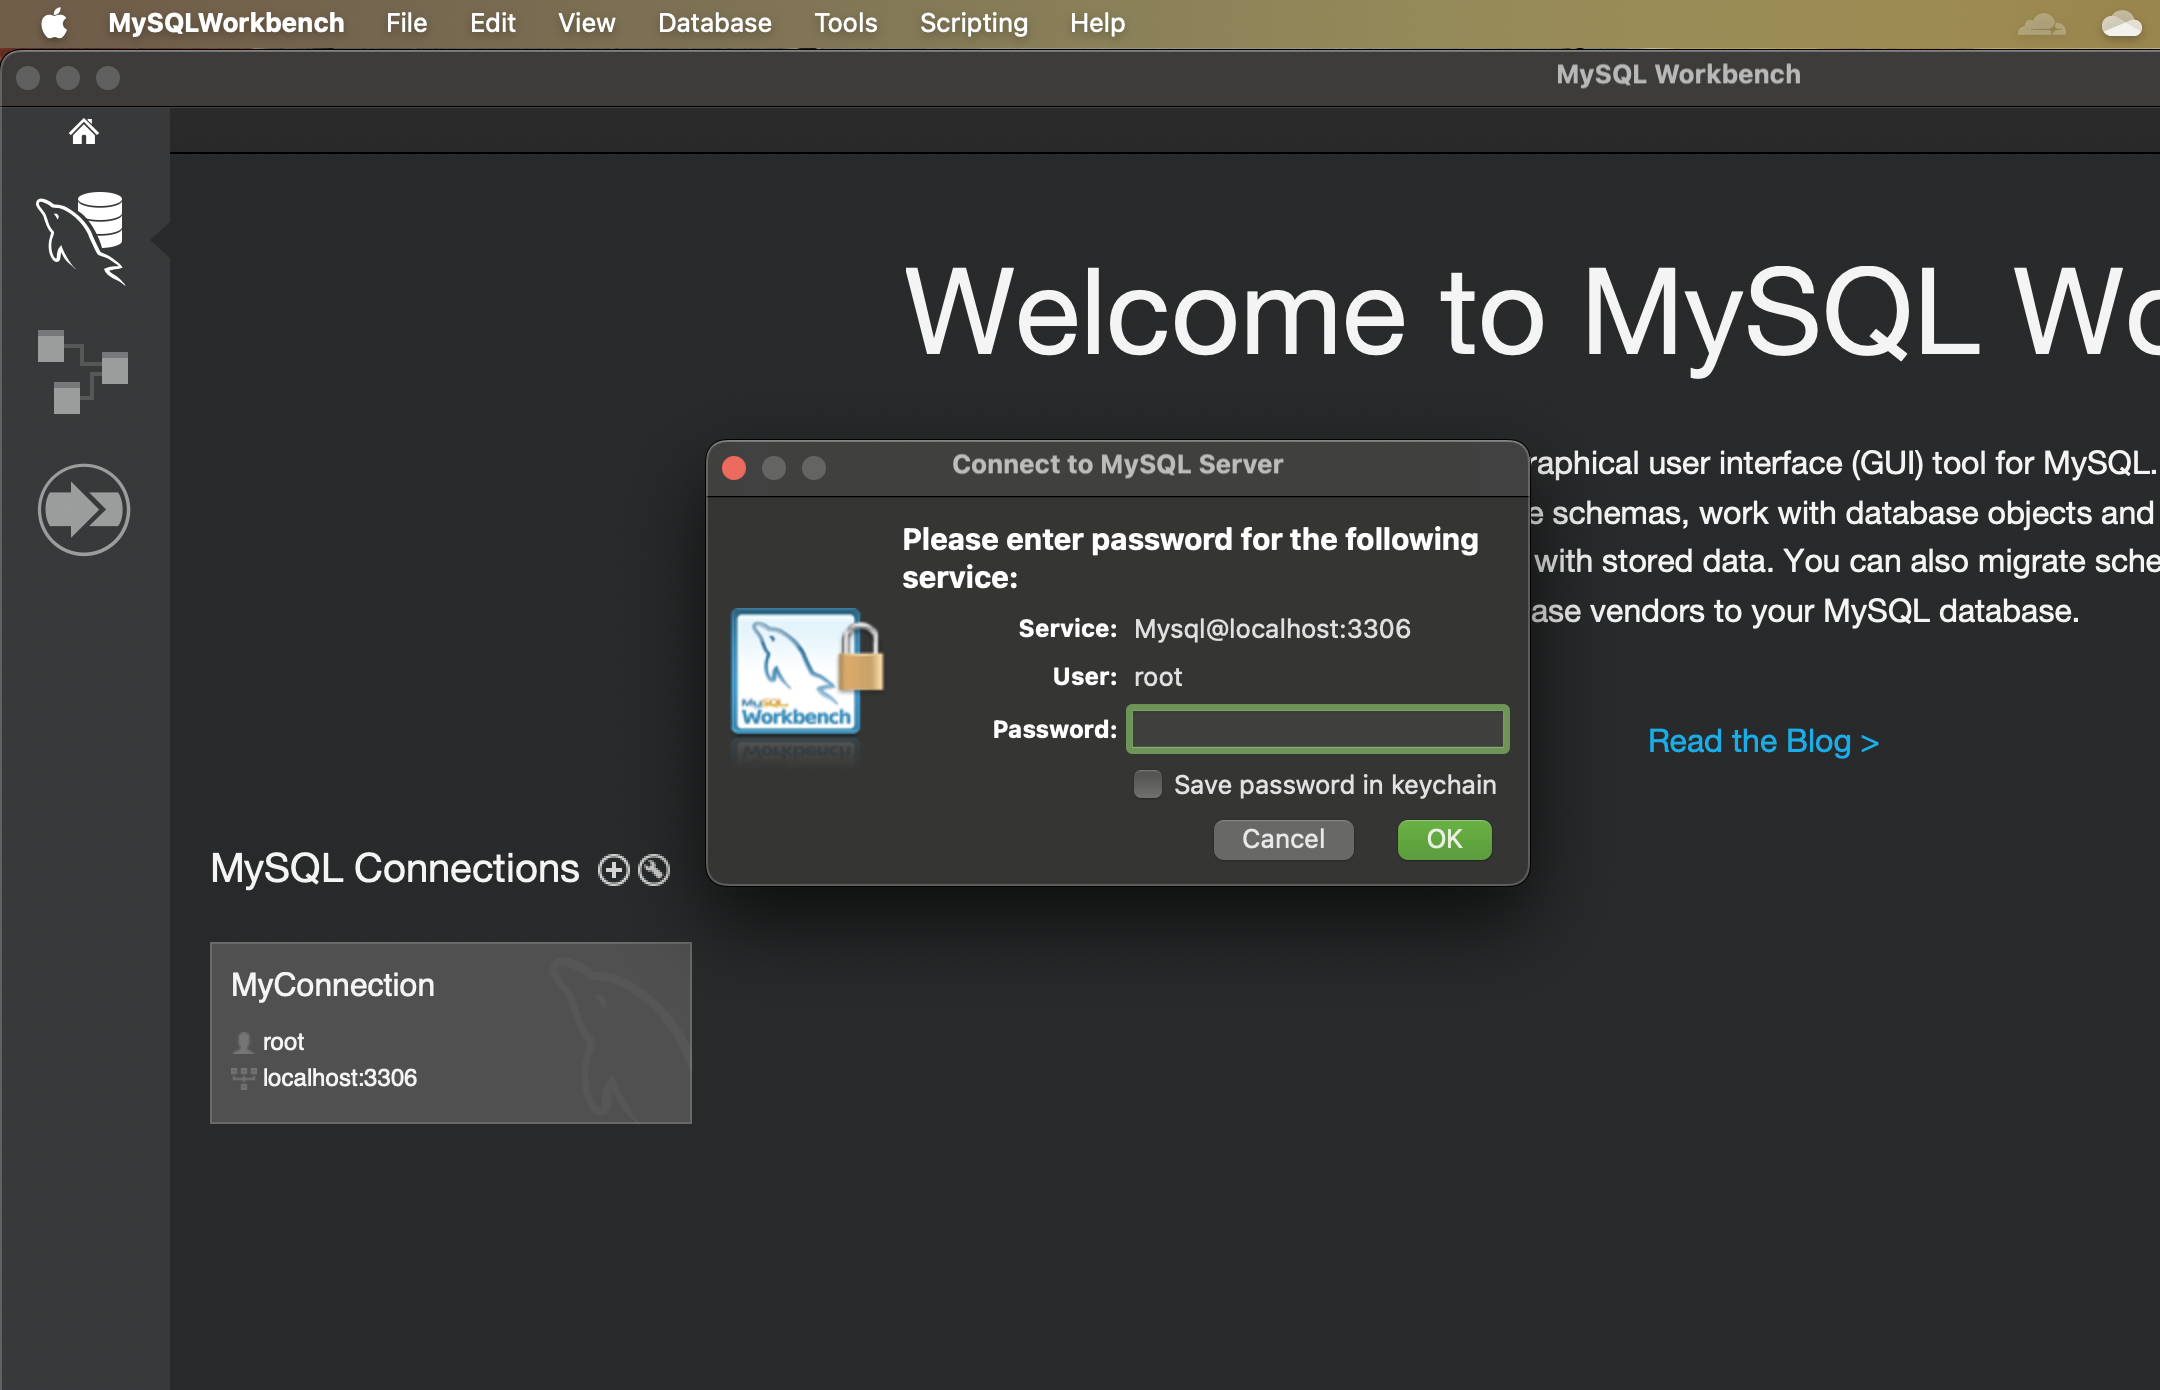 MySQLWorkbench File Edit View Database Tools Scripting Help
MySQL Workbench
Welcome to MySQL Wo
raphical user interface (GUI) tool for MySQL.
e schemas, work with database objects and
with stored data. You can also migrate sche
ase vendors to your MySQL database.
Read the Blog >
Connect to MySQL Server
Please enter password for the following
service:
Service: Mysql@localhost:3306
User: root
Password:
Save password in keychain
Cancel OK
MySQL
Workbench
MySQL Connections
MyConnection
root
localhost:3306